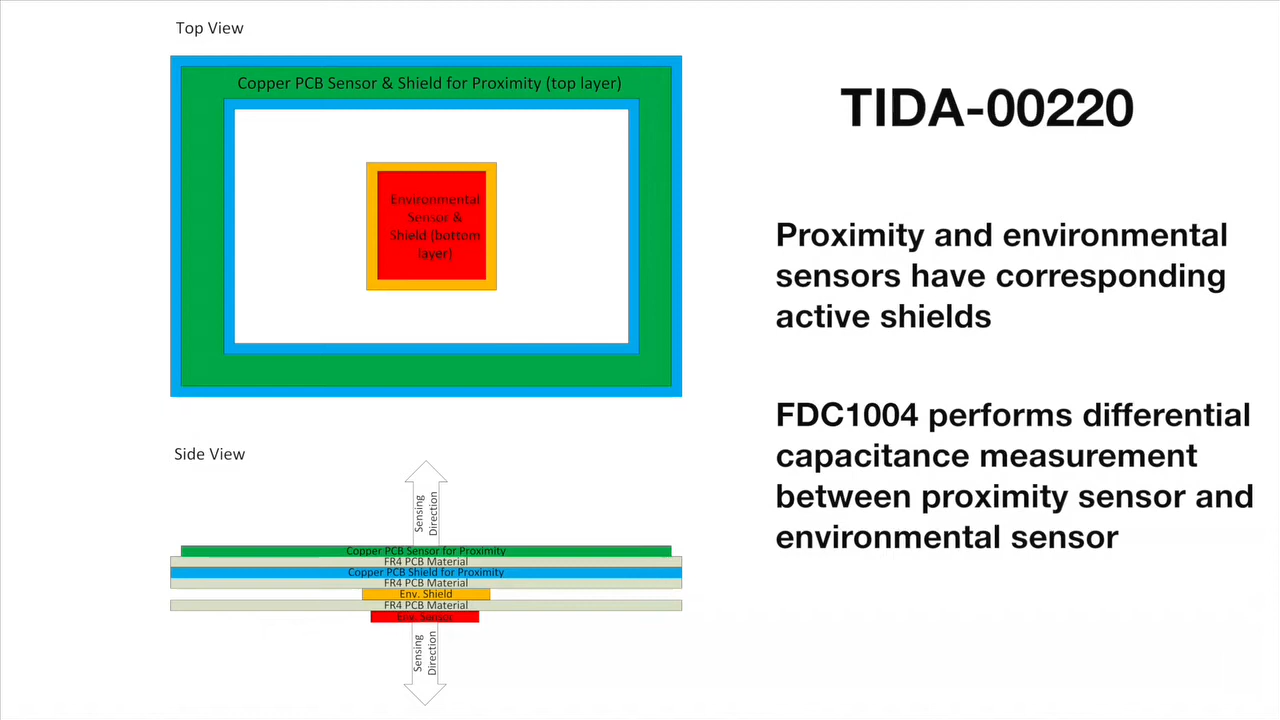 Top View
Copper PCB Sensor & Shield for Proximity (top layer)
Environmental
Sensor &
Shield (bottom
layer)
TIDA-00220
Proximity and environmental
sensors have corresponding
active shields
FDC1004 performs differential
capacitance measurement
between proximity sensor and
environmental sensor
Side View
Sensing
Direction
Copper PCB Sensor for Proximity
FR4 PCB Material
Copper PCB Shield for Proximity
FR4 PCB Material
Env. Shield
FR4 PCB Material
Env. Sensor
Sensing
Direction